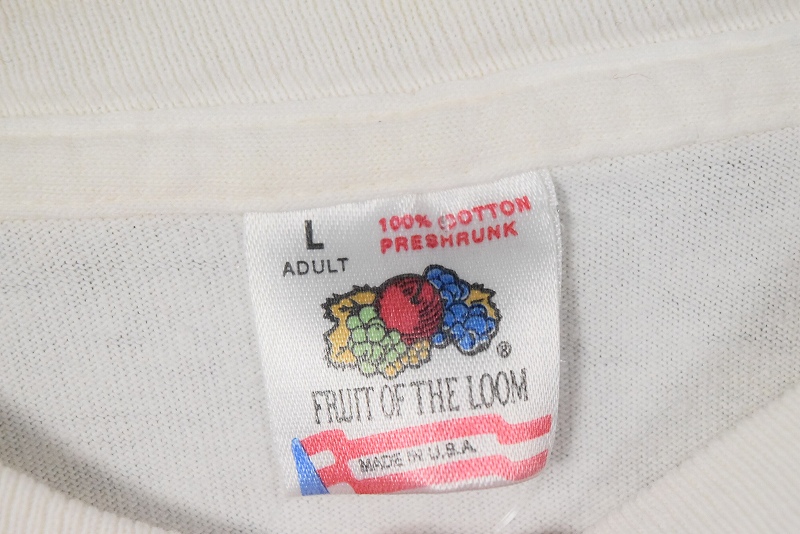 L
ADULT
100% COTTON
PRESHRUNK
®
FRUIT OF THE LOOM
MADE IN U.S.A.